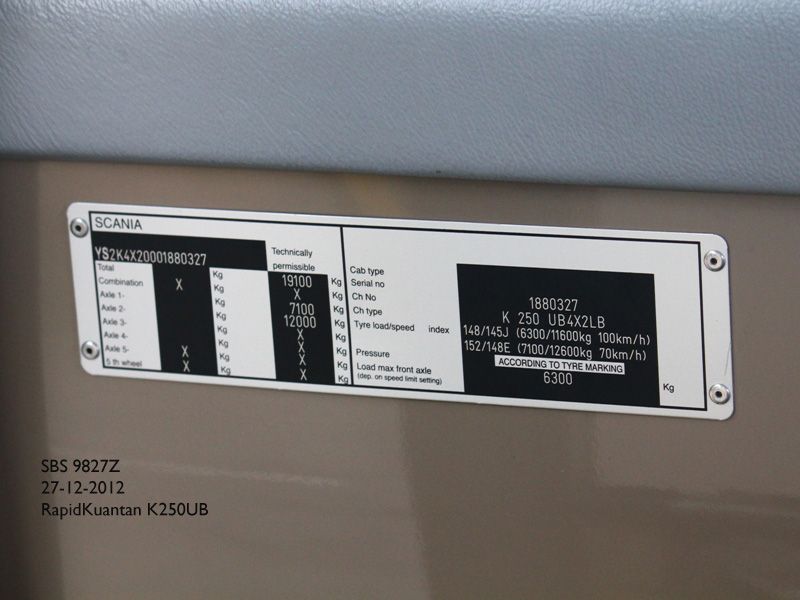 SCANIA
YS2K4X20001880327
Technically
permissible
Total Kg 19100 Kg
Combination X Kg X Kg
Axle 1- Kg 7100 Kg
Axle 2- Kg 12000 Kg
Axle 3- Kg X Kg
Axle 4- Kg X Kg
Axle 5- X Kg X Kg
5 th wheel X Kg X Kg
Cab type
Serial no
Ch No 1880327
Ch type K 250 UB4X2LB
Tyre load/speed index 148/145J (6300/11600kg 100km/h)
152/148E (7100/12600kg 70km/h)
Pressure ACCORDING TO TYRE MARKING
Load max front axle 6300 Kg
(dep. on speed limit setting)
SBS 9827Z
27-12-2012
RapidKuantan K250UB